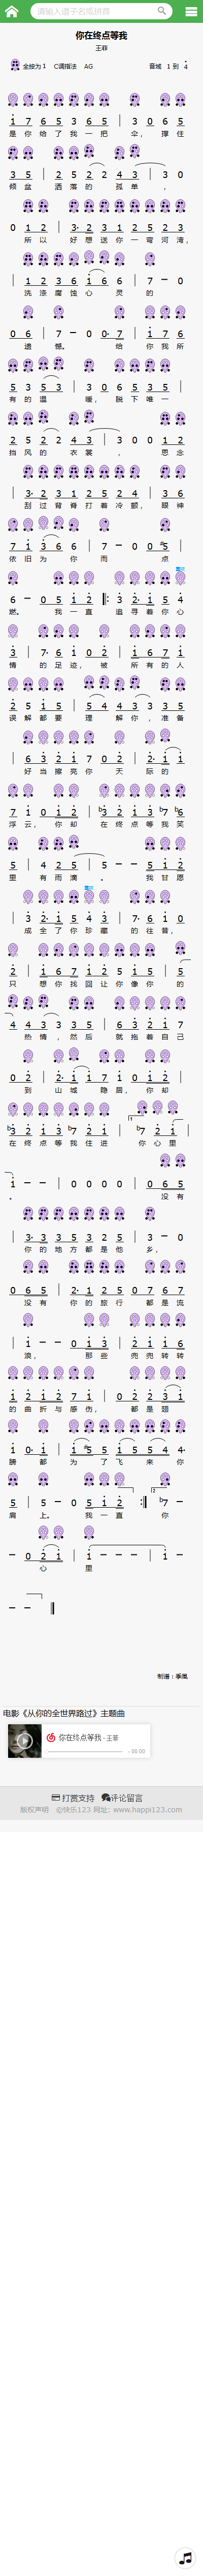 请输入谱子名或拼音
你在终点等我
王菲
全按为 1 C调指法 AG 音域 1 到 4
1 7 6 5 3 6 5 | 3 0 6 5
是 你 给 了 我 一 把 伞， 撑 住
3 5 | 2 5 2 2 4 3 | 3 , 0
倾 盆 洒 落 的 孤 单 ，
0 1 2 | 3· 2 3 1 2 5 2 3
所 以 好 想 送 你 一 弯 河 湾，
| 1 2 3 6 1 6 6 | 7 － 0
洗 涤 腐 蚀 心 灵 的
0 6 | 7 － 0 0· 7 | 1 7 6
遗 憾。 给 你 我 所
5 3 5 3 | 3 0 6 5 3 5 |
有 的 温 暖， 脱 下 唯 一
2 5 2 2 4 3 | 3 0 0 1 2
挡 风 的 衣 裳 ， 思 念
| 3· 2 3 1 2 5 2 4 | 3 6
刮 过 背 脊 打 着 冷 颤， 眼 神
7 1 3 6 6 | 7 － 0 0 5 |
依 旧 为 你 而 点
6 － 0 5 1 2 3 2· 1 5 4
燃。 我 一 直 追 寻 着 你 心
3 | 7· 6 1 0 2 | 1 6 7 1
情 的 足 迹， 被 所 有 的 人
2 5 1 5 | 5 4 4 3 3 3 5
误 解 都 要 理 解 你 ， 准 备
| 6 3 2 1 7 0 2 | 2· 1 1
好 当 擦 亮 你 天 际 的
7 1 0 1 2 | b3 2 1 3 b7 b6
浮 云， 你 却 在 终 点 等 我 笑
5 | 4 2 5 | 5 － － 5 1 2
里 有 雨 滴 。 我 甘 愿
| 3 2· 1 5 4 3 | 7· 6 1 0
成 全 了 你 珍 藏 的 往 昔，
2 | 1 6 7 1 2 5 1 5 | 5
只 想 你 找 回 让 你 像 你 的
4 4 3 3 3 5 | 6 3 2 1 7
热 情， 然 后 就 拖 着 自 己
0 2 | 2· 1 1 7 1 0 1 2 |
到 山 城 隐 居， 你 却
b3 2 1 3 b7 2 1 | b7 2 1 |
在 终 点 等 我 住 进 你 心 里
1 － － | 0 0 0 0 | 0 6 5
。 没 有
| 3· 3 3 5 3 2 5 | 3 － 0
你 的 地 方 都 是 他 乡，
0 6 5 | 2· 1 1 2 5 0 7 6
没 有 你 的 旅 行 都 是 流
| 1 － － 0 1 3 | 2 1 1 6
浪， 那 些 兜 兜 转 转
1 2 1 2 7 1 | 0 2 2 3 1
的 曲 折 与 感 伤， 都 是 翅
1 0· 1 | 1 5 5 1 5 5 4 4·
膀 都 为 了 飞 来 你
5 | 5 － 0 5 1 2 b7 －
肩 上。 我 一 直 你
－ 0 2 1 | 1 － － － | 1 －
心 里
－ －
制谱：季風
电影《从你的全世界路过》主题曲
你在终点等我 - 王菲
- 00:00
打赏支持 评论留言
版权声明 ©快乐123 网址: www.happi123.com